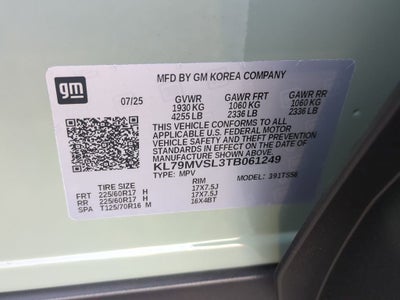 gm
MFD BY GM KOREA COMPANY
07/25 GVWR GAWR FRT GAWR RR
1930 KG 1060 KG 1060 KG
4255 LB 2336 LB 2336 LB
THIS VEHICLE CONFORMS TO ALL
APPLICABLE U.S. FEDERAL MOTOR
VEHICLE SAFETY AND THEFT PREVENTION
STANDARDS IN EFFECT ON THE DATE
OF MANUFACTURE SHOWN ABOVE.
KL79MVSL3TB061249
TYPE: MPV MODEL: 391TS56
TIRE SIZE RIM
FRT 225/60R17 H 17X7.5J
RR 225/60R17 H 17X7.5J
SPA T125/70R16 M 16X4BT